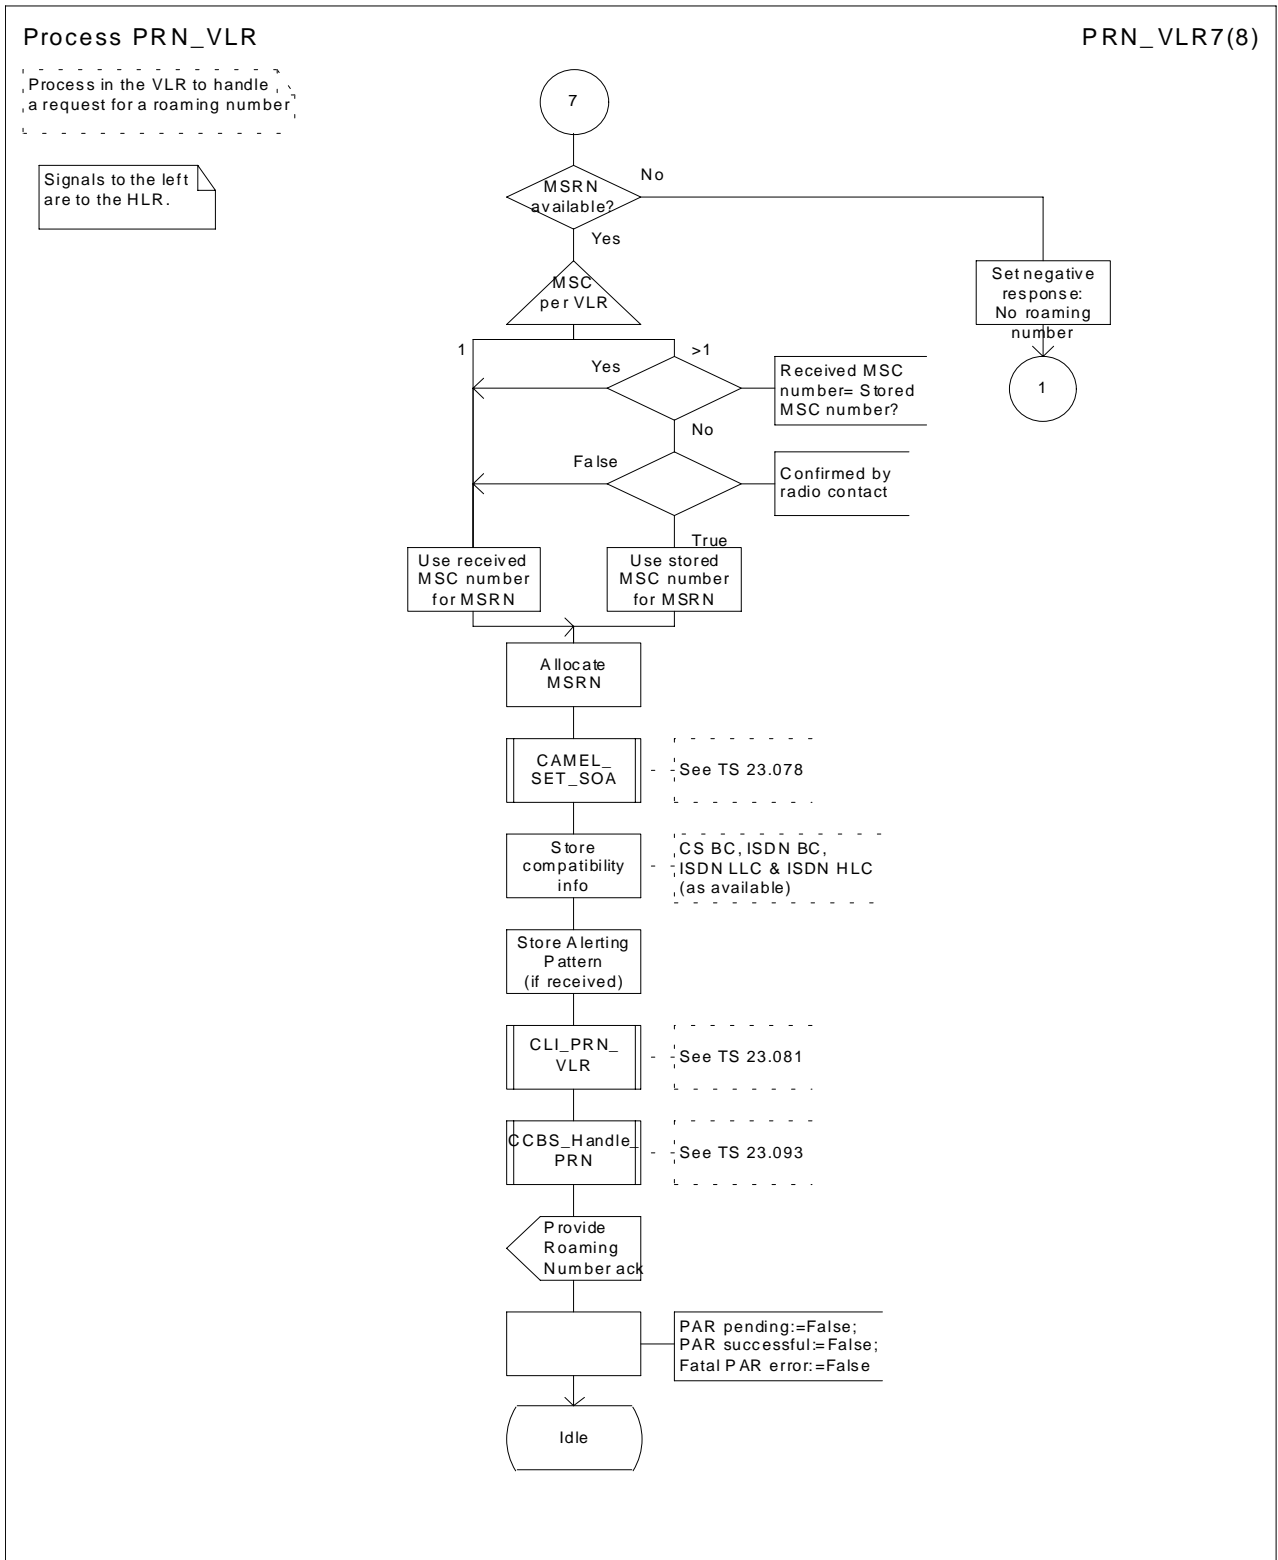 Process PRN_VLR
PRN_VLR7(8)
Process in the VLR to handle
a request for a roaming number
Signals to the left
are to the HLR.
7
MSRN
available?
No
Yes
MSC
per VLR
Set negative
response:
No roaming
number
1
>1
Yes
Received MSC
number= Stored
MSC number?
1
No
False
Confirmed by
radio contact
True
Use received
MSC number
for MSRN
Use stored
MSC number
for MSRN
Allocate
MSRN
CAMEL_
SET_SOA
See TS 23.078
Store
compatibility
info
CS BC, ISDN BC,
ISDN LLC & ISDN HLC
(as available)
Store Alerting
Pattern
(if received)
CLI_PRN_
VLR
See TS 23.081
CCBS_Handle_
PRN
See TS 23.093
Provide
Roaming
Number ack
PAR pending:=False;
PAR successful:=False;
Fatal PAR error:=False
Idle